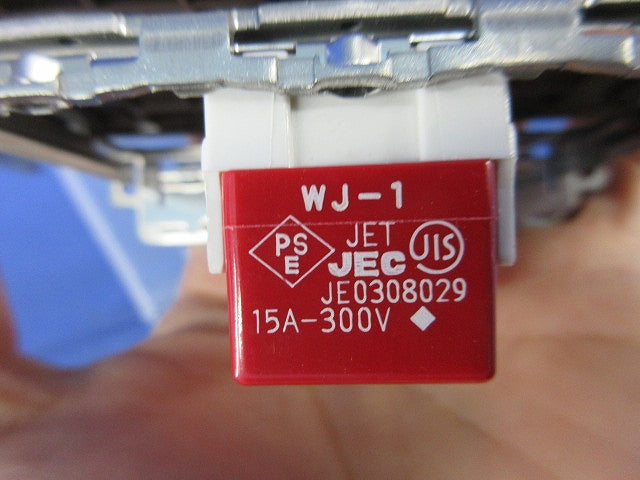 WJ-1
PS E JET JEC JIS
JE0308029
15A-300V